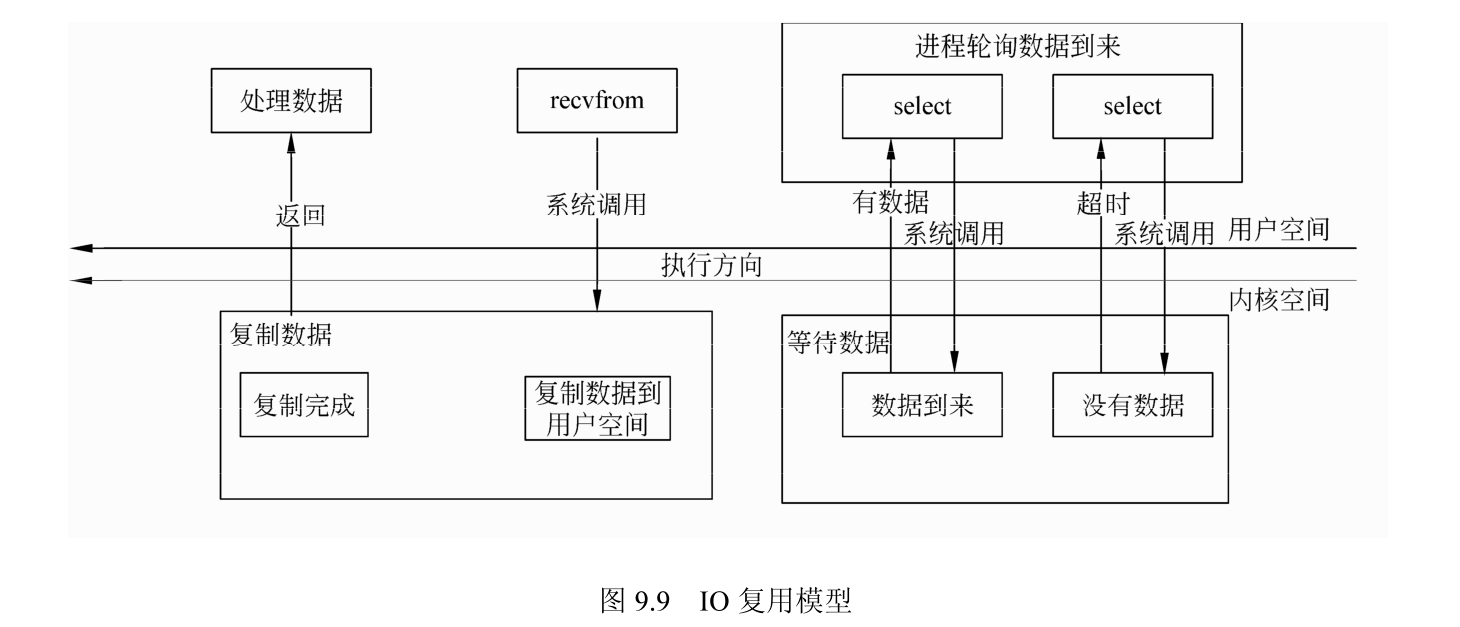 进程轮询数据到来
处理数据
recvfrom
select
select
返回
系统调用
有数据
超时
系统调用
系统调用
用户空间
执行方向
内核空间
复制数据
等待数据
复制完成
复制数据到
用户空间
数据到来
没有数据
图 9.9 IO 复用模型